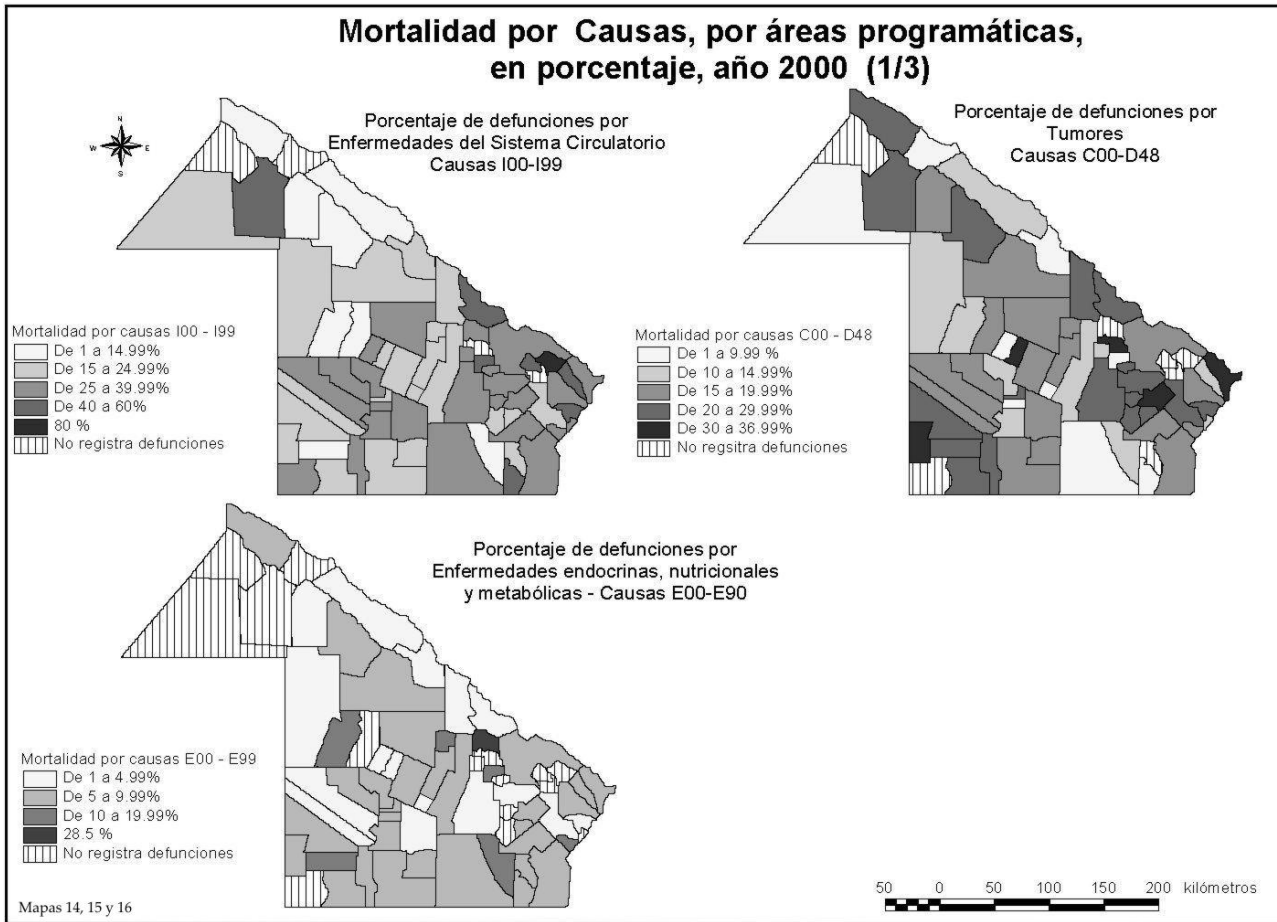 Mortalidad por Causas, por áreas programáticas,
en porcentaje, año 2000 (1/3)
N
W E
S
Porcentaje de defunciones por
Enfermedades del Sistema Circulatorio
Causas I00-I99
Mortalidad por causas I00 - I99
De 1 a 14.99%
De 15 a 24.99%
De 25 a 39.99%
De 40 a 60%
80 %
No registra defunciones
Porcentaje de defunciones por
Tumores
Causas C00-D48
Mortalidad por causas C00 - D48
De 1 a 9.99 %
De 10 a 14.99%
De 15 a 19.99%
De 20 a 29.99%
De 30 a 36.99%
No regsitra defunciones
Porcentaje de defunciones por
Enfermedades endocrinas, nutricionales
y metabólicas - Causas E00-E90
Mortalidad por causas E00 - E99
De 1 a 4.99%
De 5 a 9.99%
De 10 a 19.99%
28.5 %
No registra defunciones
50 0 50 100 150 200 kilómetros
Mapas 14, 15 y 16